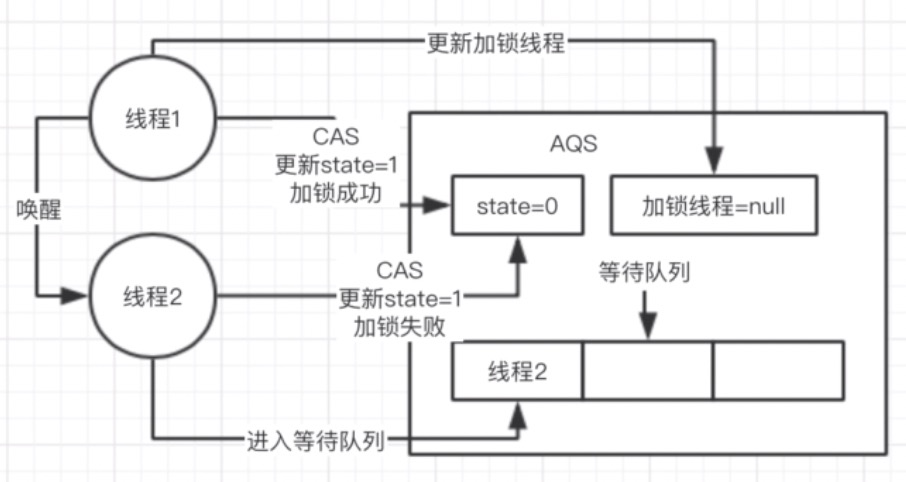 更新加锁线程
线程1
CAS
更新state=1
加锁成功
AQS
state=0
加锁线程=null
唤醒
线程2
CAS
更新state=1
加锁失败
等待队列
线程2
进入等待队列